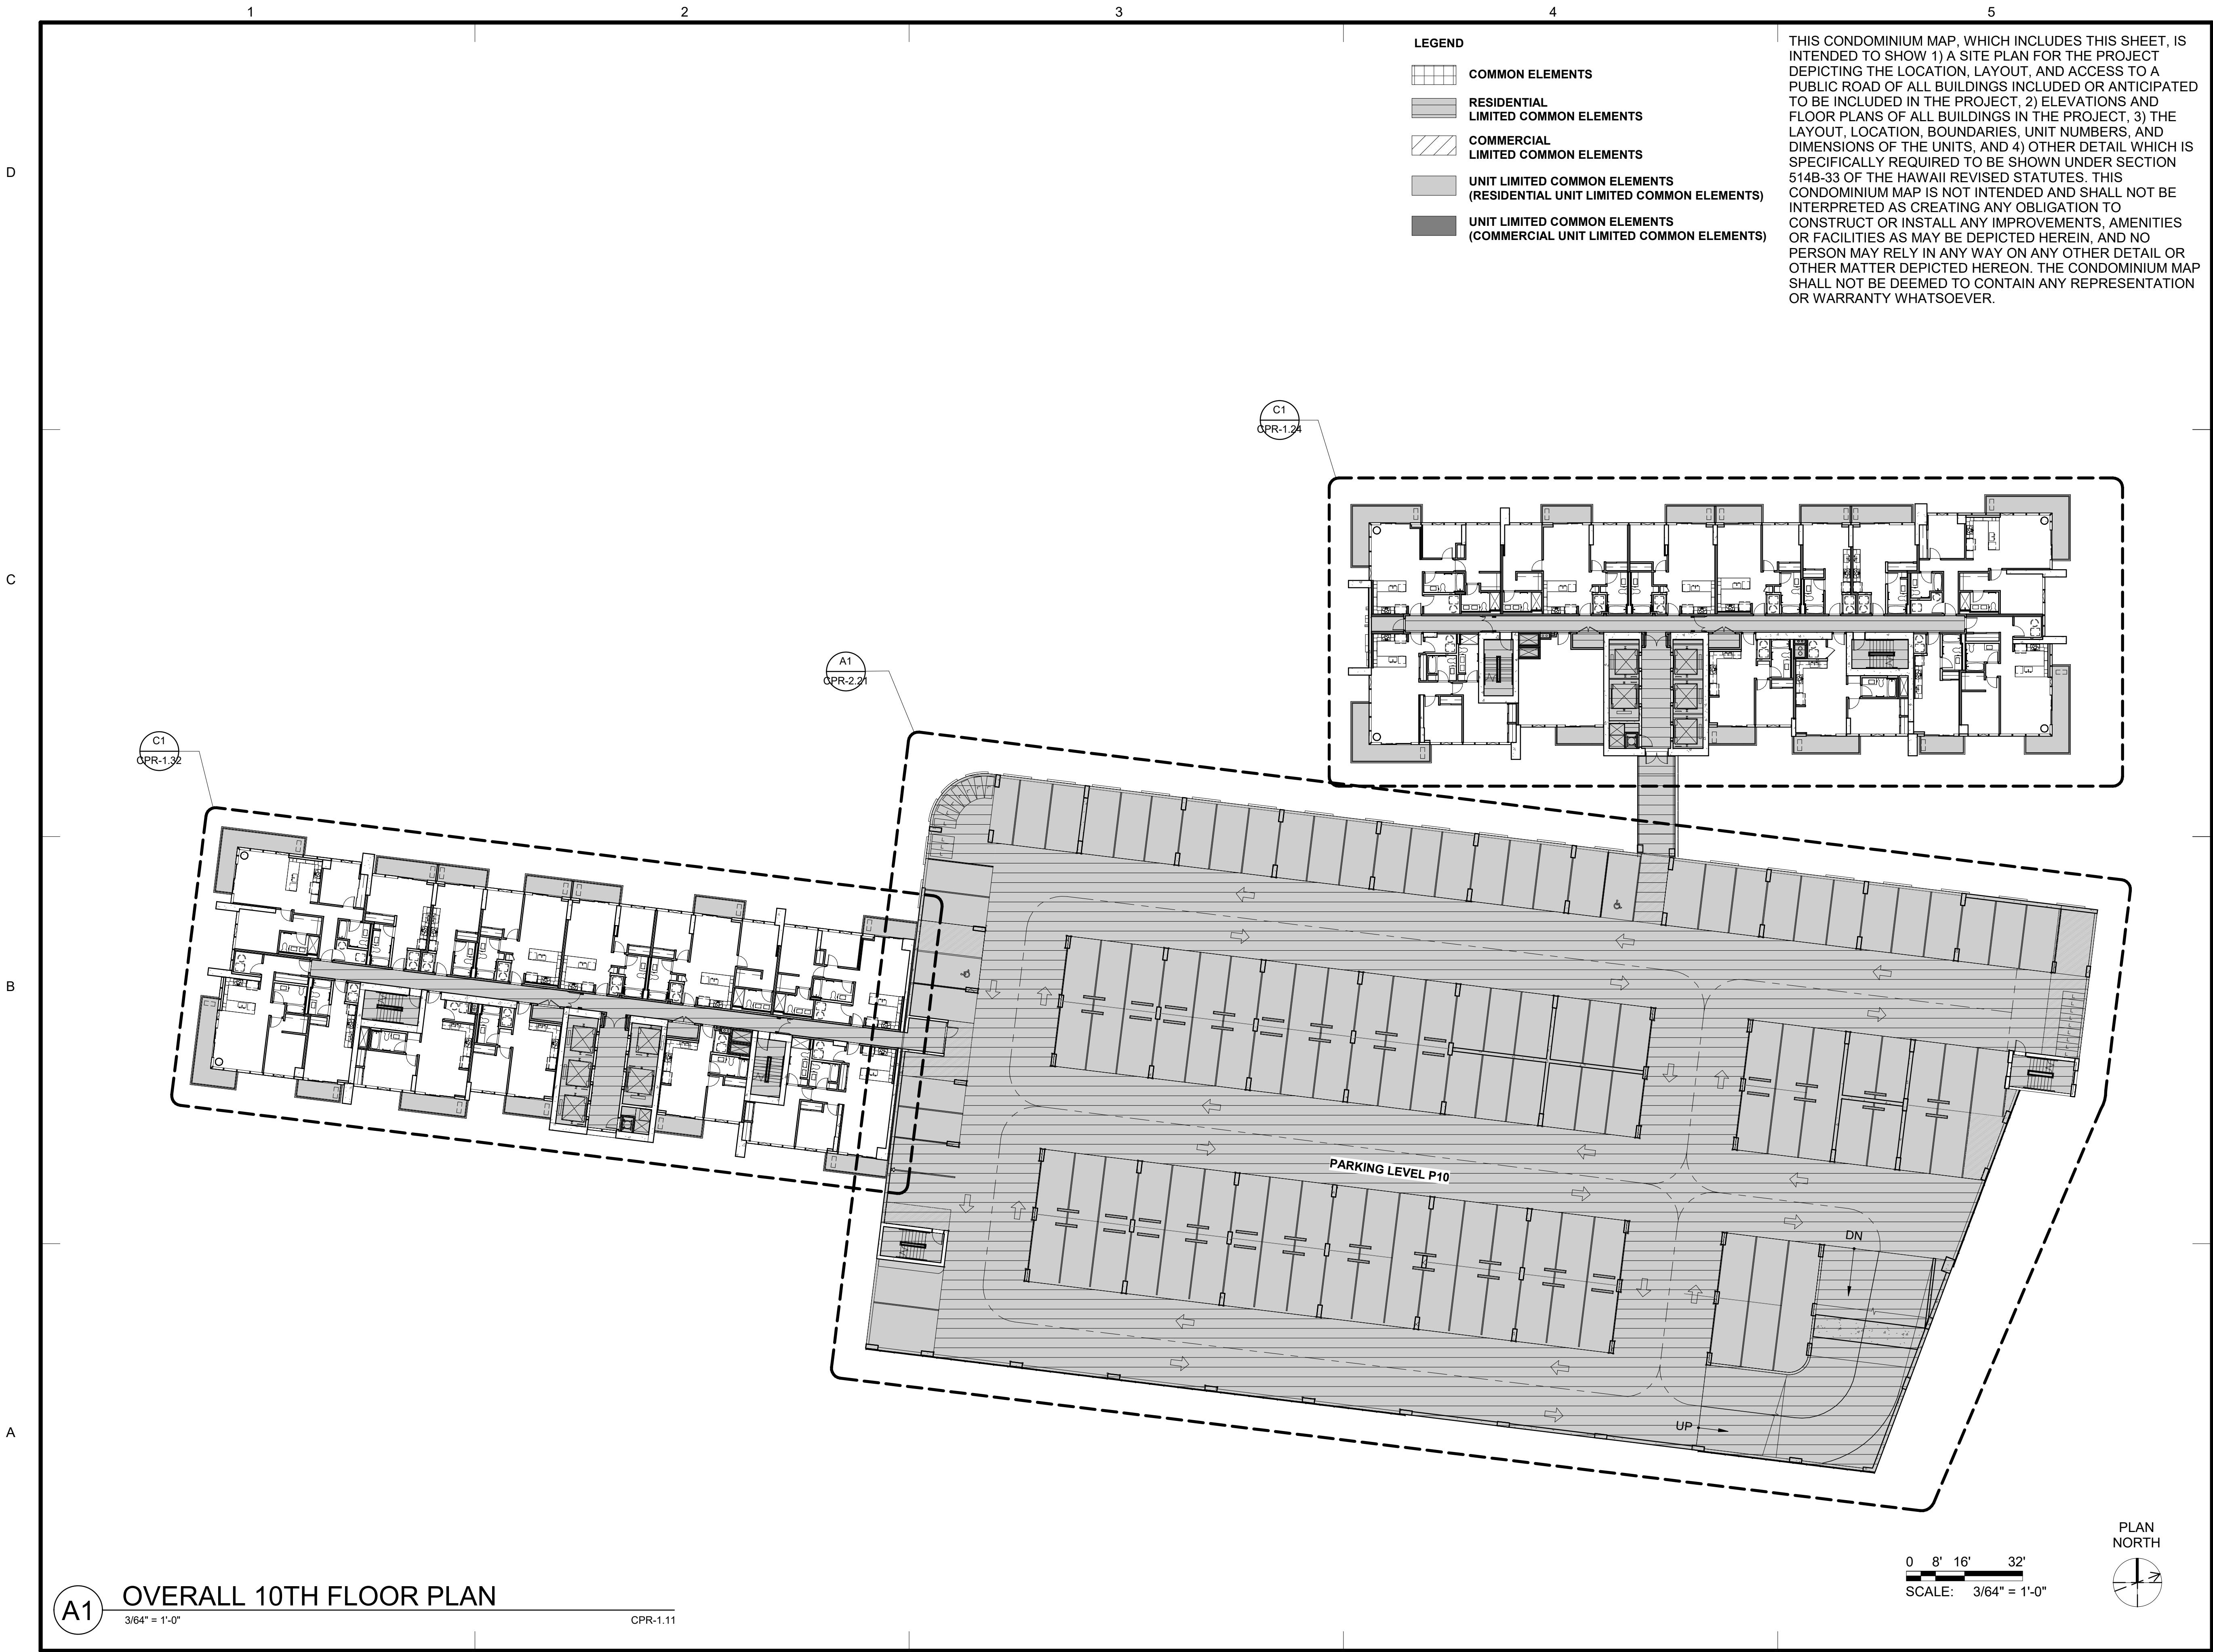 1 2 3 4 5
LEGEND
COMMON ELEMENTS
RESIDENTIAL
LIMITED COMMON ELEMENTS
COMMERCIAL
LIMITED COMMON ELEMENTS
UNIT LIMITED COMMON ELEMENTS
(RESIDENTIAL UNIT LIMITED COMMON ELEMENTS)
UNIT LIMITED COMMON ELEMENTS
(COMMERCIAL UNIT LIMITED COMMON ELEMENTS)
THIS CONDOMINIUM MAP, WHICH INCLUDES THIS SHEET, IS
INTENDED TO SHOW 1) A SITE PLAN FOR THE PROJECT
DEPICTING THE LOCATION, LAYOUT, AND ACCESS TO A
PUBLIC ROAD OF ALL BUILDINGS INCLUDED OR ANTICIPATED
TO BE INCLUDED IN THE PROJECT, 2) ELEVATIONS AND
FLOOR PLANS OF ALL BUILDINGS IN THE PROJECT, 3) THE
LAYOUT, LOCATION, BOUNDARIES, UNIT NUMBERS, AND
DIMENSIONS OF THE UNITS, AND 4) OTHER DETAIL WHICH IS
SPECIFICALLY REQUIRED TO BE SHOWN UNDER SECTION
514B-33 OF THE HAWAII REVISED STATUTES. THIS
CONDOMINIUM MAP IS NOT INTENDED AND SHALL NOT BE
INTERPRETED AS CREATING ANY OBLIGATION TO
CONSTRUCT OR INSTALL ANY IMPROVEMENTS, AMENITIES
OR FACILITIES AS MAY BE DEPICTED HEREIN, AND NO
PERSON MAY RELY IN ANY WAY ON ANY OTHER DETAIL OR
OTHER MATTER DEPICTED HEREON. THE CONDOMINIUM MAP
SHALL NOT BE DEEMED TO CONTAIN ANY REPRESENTATION
OR WARRANTY WHATSOEVER.
D
C1
CPR-1.24
C
A1
CPR-2.21
C1
CPR-1.32
B
PARKING LEVEL P10
DN
UP
A
PLAN
NORTH
0 8' 16' 32'
SCALE: 3/64" = 1'-0"
A1
OVERALL 10TH FLOOR PLAN
3/64" = 1'-0"
CPR-1.11